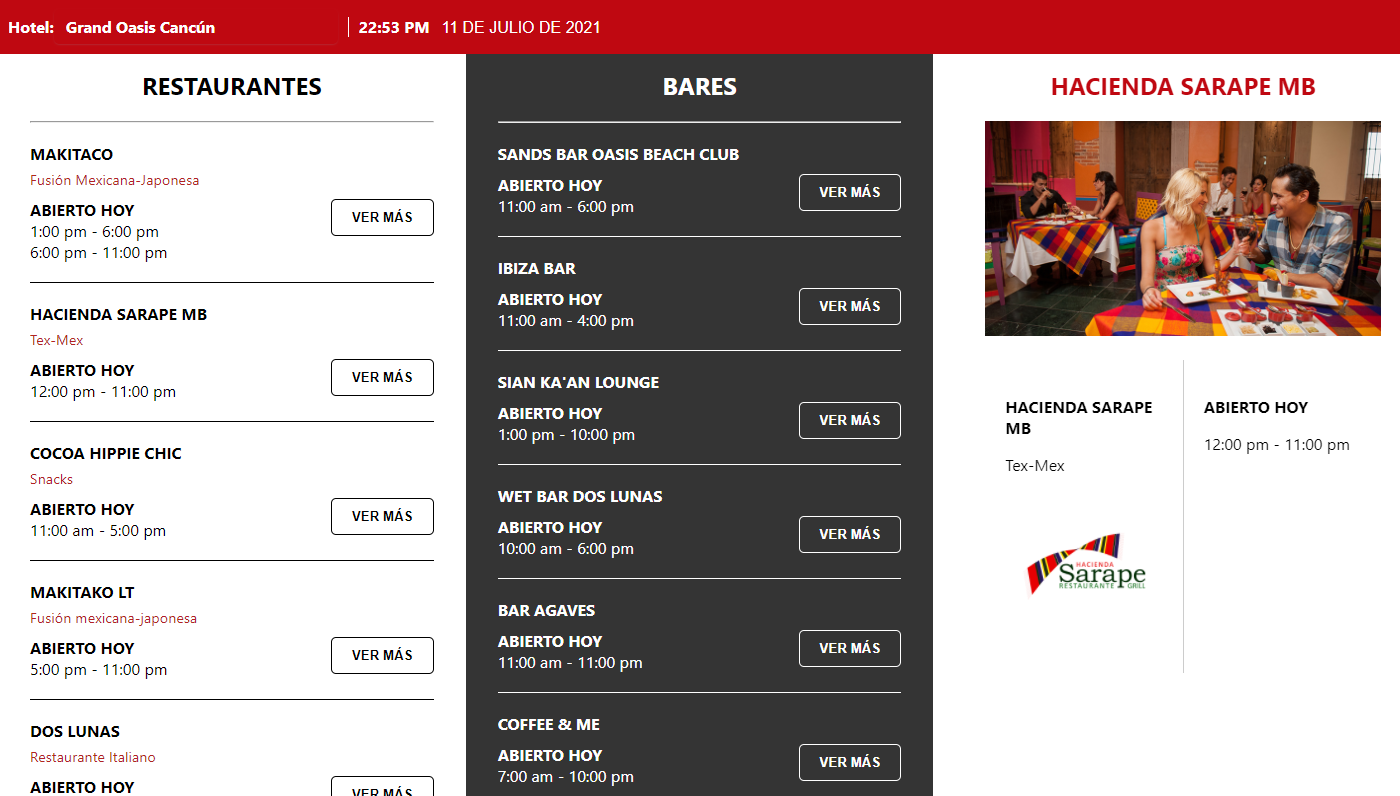 Hotel: Grand Oasis Cancún 22:53 PM 11 DE JULIO DE 2021
RESTAURANTES
MAKITACO
Fusión Mexicana-Japonesa
ABIERTO HOY
1:00 pm - 6:00 pm
6:00 pm - 11:00 pm
VER MÁS
HACIENDA SARAPE MB
Tex-Mex
ABIERTO HOY
12:00 pm - 11:00 pm
VER MÁS
COCOA HIPPIE CHIC
Snacks
ABIERTO HOY
11:00 am - 5:00 pm
VER MÁS
MAKITAKO LT
Fusión mexicana-japonesa
ABIERTO HOY
5:00 pm - 11:00 pm
VER MÁS
DOS LUNAS
Restaurante Italiano
ABIERTO HOY
VER MÁS
BARES
SANDS BAR OASIS BEACH CLUB
ABIERTO HOY
11:00 am - 6:00 pm
VER MÁS
IBIZA BAR
ABIERTO HOY
11:00 am - 4:00 pm
VER MÁS
SIAN KA'AN LOUNGE
ABIERTO HOY
1:00 pm - 10:00 pm
VER MÁS
WET BAR DOS LUNAS
ABIERTO HOY
10:00 am - 6:00 pm
VER MÁS
BAR AGAVES
ABIERTO HOY
11:00 am - 11:00 pm
VER MÁS
COFFEE & ME
ABIERTO HOY
7:00 am - 10:00 pm
VER MÁS
HACIENDA SARAPE MB
HACIENDA SARAPE
MB
Tex-Mex
ABIERTO HOY
12:00 pm - 11:00 pm
HACIENDA
Sarape
RESTAURANTE GRILL